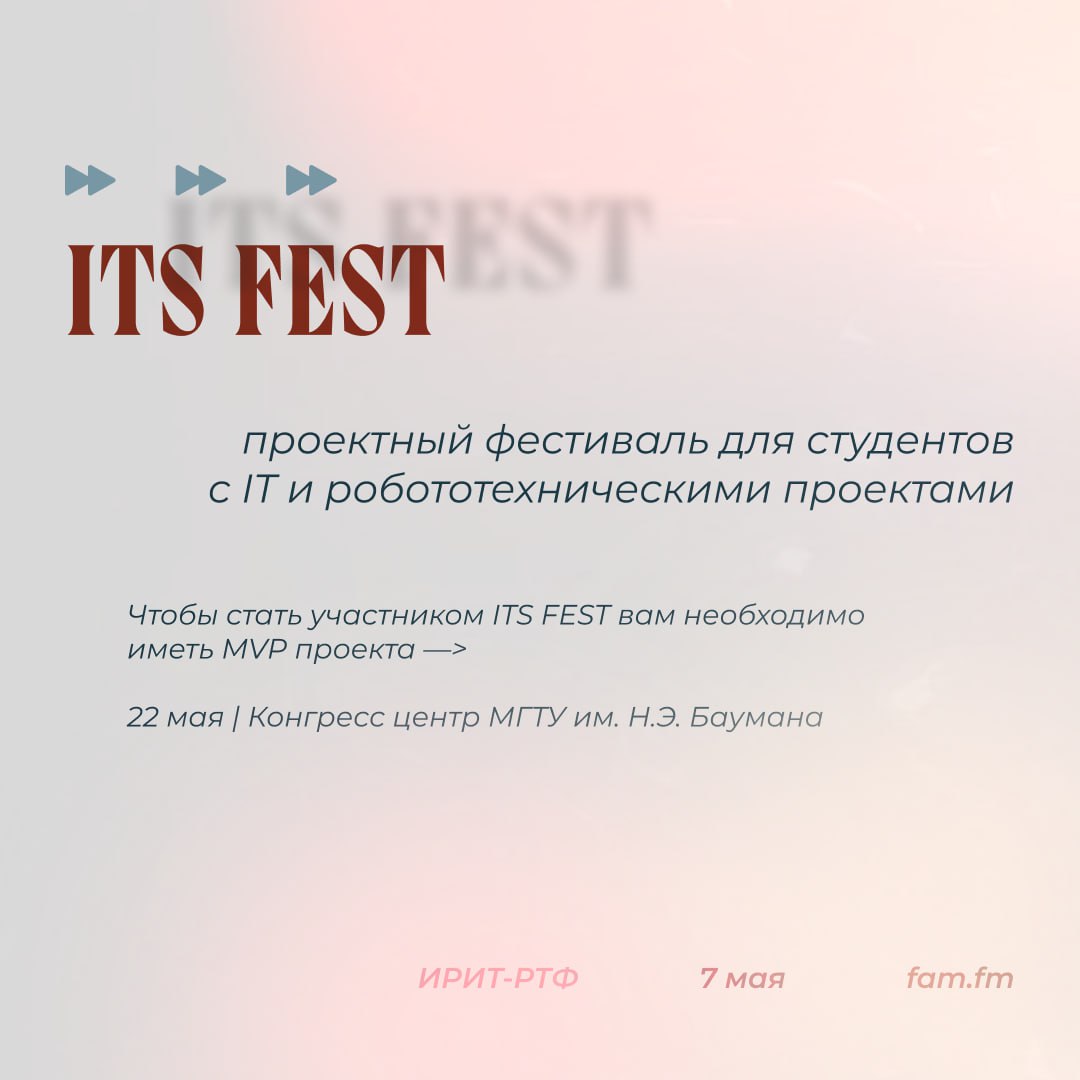 ITS FEST
проектный фестиваль для студентов
с IT и робототехническими проектами
Чтобы стать участником ITS FEST вам необходимо
иметь MVP проекта —>
22 мая | Конгресс центр МГТУ им. Н.Э. Баумана
ИРИТ-РТФ 7 мая fam.fm